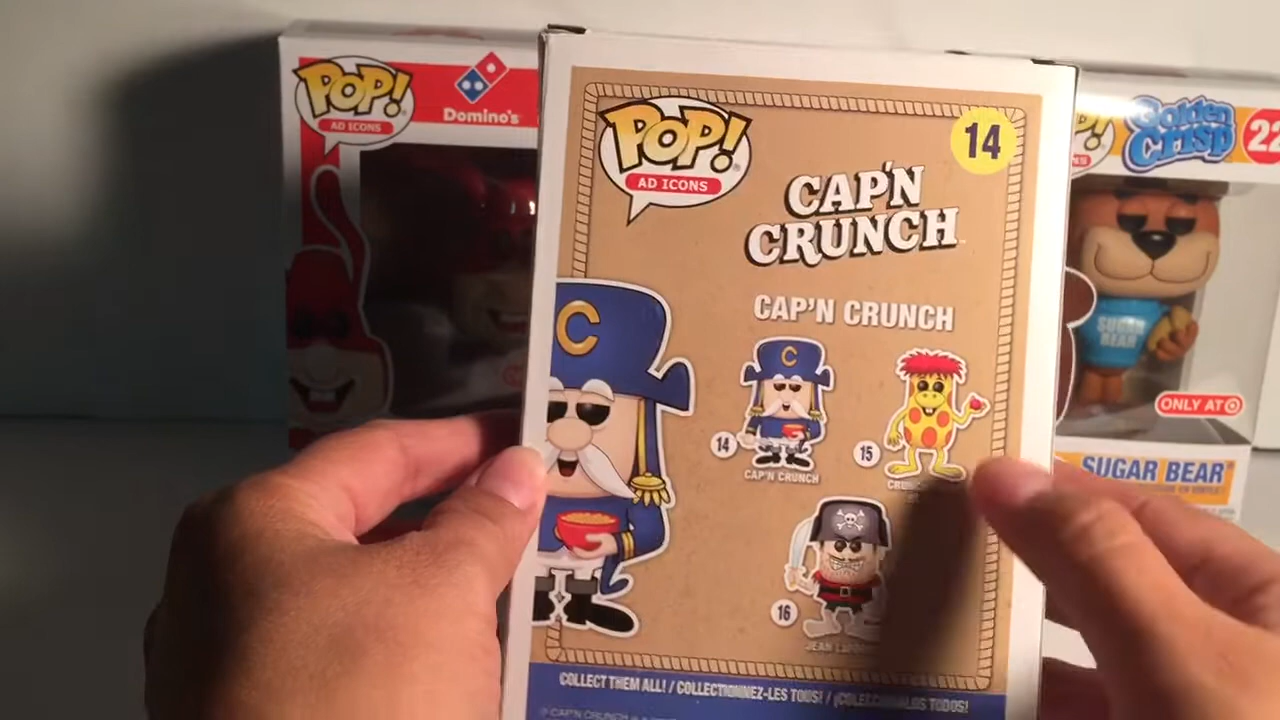 POP!
AD ICONS
Domino's
POP!
AD ICONS
14
CAP'N
CRUNCH
CAP'N CRUNCH
C
C
14
CAP'N CRUNCH
15
16
COLLECT THEM ALL! / COLLECTIONNEZ-LES TOUS! / ¡COLECCIÓNALOS TODOS!
Golden
Crisp
22
SUGAR
BEAR
ONLY AT
SUGAR BEAR